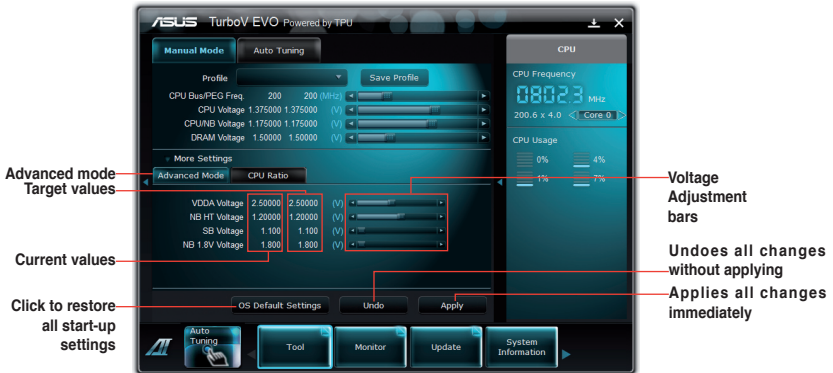 ASUS TurboV EVO Powered by TPU
Manual Mode Auto Tuning
CPU
Profile Save Profile
CPU Frequency
CPU Bus/PEG Freq. 200 200 (MHz)
0802.3 MHz
CPU Voltage 1.375000 1.375000 (V)
200.6 x 4.0 Core 0
CPU/NB Voltage 1.175000 1.175000 (V)
DRAM Voltage 1.50000 1.50000 (V)
CPU Usage
More Settings
0% 4%
Advanced mode
Advanced Mode CPU Ratio
1% 7%
Target values
Voltage
Adjustment
bars
VDDA Voltage 2.50000 2.50000 (V)
NB HT Voltage 1.20000 1.20000 (V)
SB Voltage 1.100 1.100 (V)
NB 1.8V Voltage 1.800 1.800 (V)
Current values
Undoes all changes
without applying
Applies all changes
immediately
Click to restore
all start-up
settings
OS Default Settings Undo Apply
Auto
Tuning
Tool Monitor Update System
Information